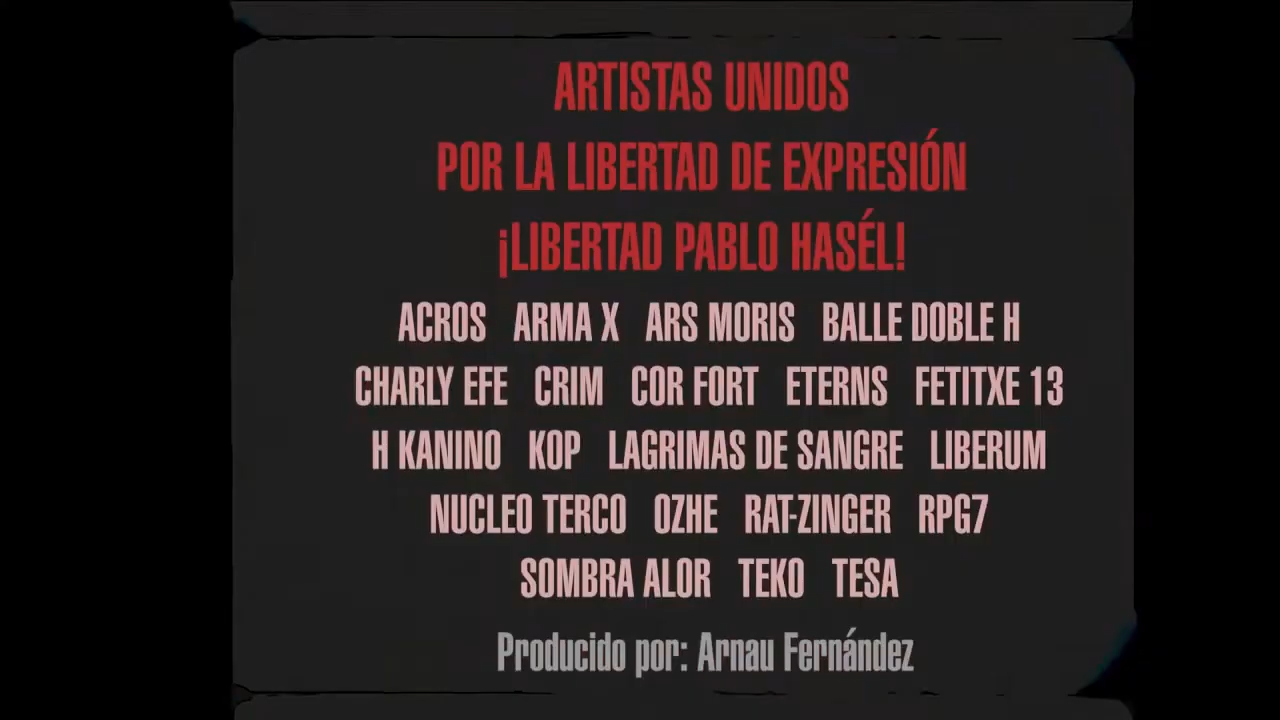 ARTISTAS UNIDOS
POR LA LIBERTAD DE EXPRESIÓN
¡LIBERTAD PABLO HASÉL!
ACROS ARMA X ARS MORIS BALLE DOBLE H
CHARLY EFE CRIM COR FORT ETERNS FETITXE 13
H KANINO KOP LAGRIMAS DE SANGRE LIBERUM
NUCLEO TERCO OZHE RAT-ZINGER RPG7
SOMBRA ALOR TEKO TESA
Producido por: Arnau Fernández